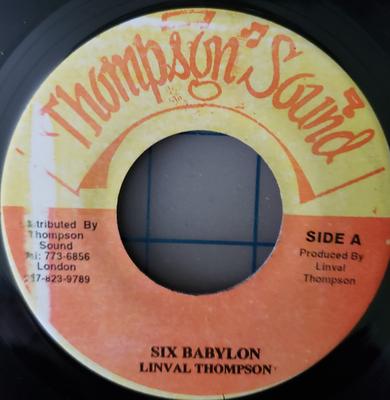 Thompson Sound
SIDE A
Produced By
Linval
Thompson
Distributed By
Thompson
Sound
773-6856
London
823-9789
SIX BABYLON
LINVAL THOMPSON